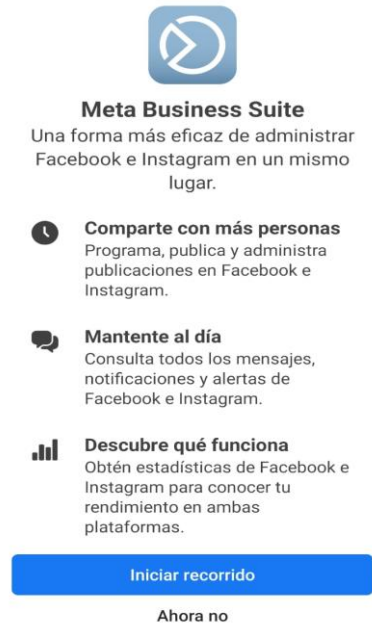 Meta Business Suite
Una forma más eficaz de administrar
Facebook e Instagram en un mismo
lugar.
Comparte con más personas
Programa, publica y administra
publicaciones en Facebook e
Instagram.
Mantente al día
Consulta todos los mensajes,
notificaciones y alertas de
Facebook e Instagram.
Descubre qué funciona
Obtén estadísticas de Facebook e
Instagram para conocer tu
rendimiento en ambas
plataformas.
Iniciar recorrido
Ahora no